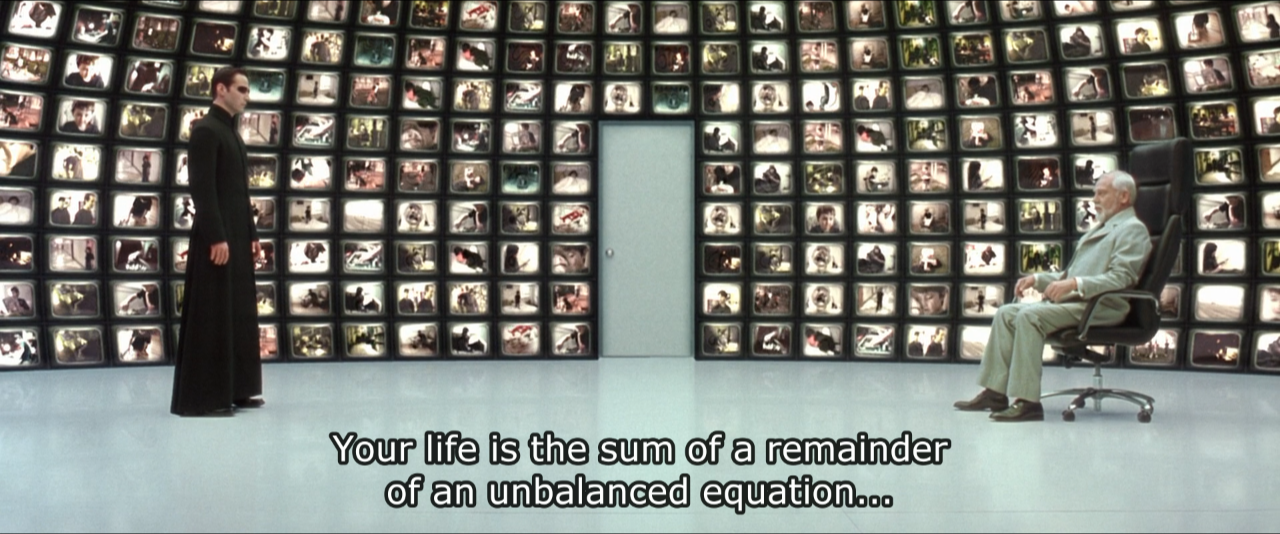 Your life is the sum of a remainder
of an unbalanced equation...